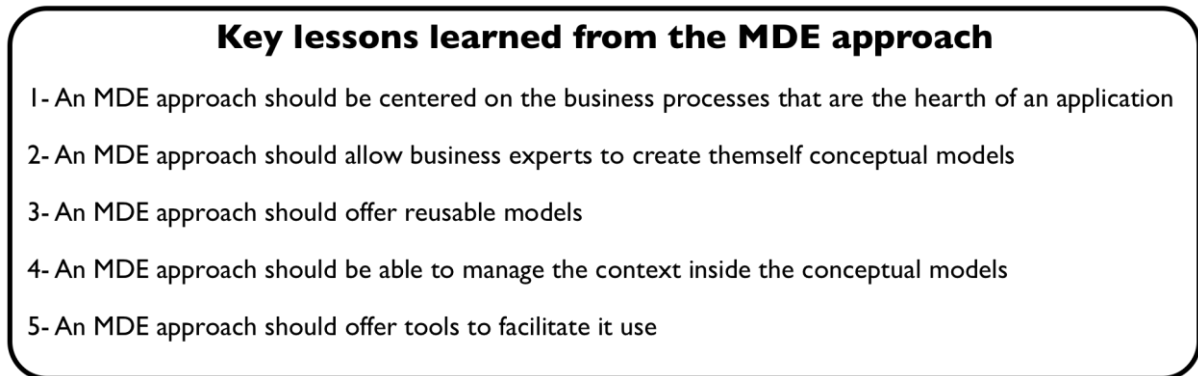 Key lessons learned from the MDE approach
1- An MDE approach should be centered on the business processes that are the hearth of an application
2- An MDE approach should allow business experts to create themself conceptual models
3- An MDE approach should offer reusable models
4- An MDE approach should be able to manage the context inside the conceptual models
5- An MDE approach should offer tools to facilitate it use